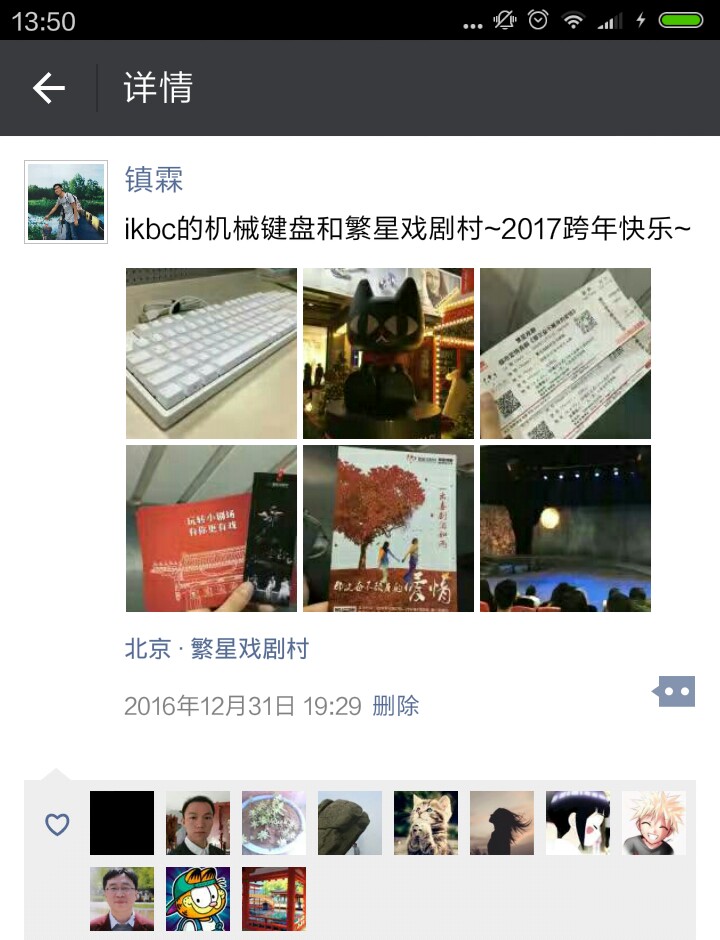 13:50
详情
镇霖
ikbc的机械键盘和繁星戏剧村~2017跨年快乐~
玩转小剧场
有你更有戏
爱情
北京 · 繁星戏剧村
2016年12月31日 19:29 删除